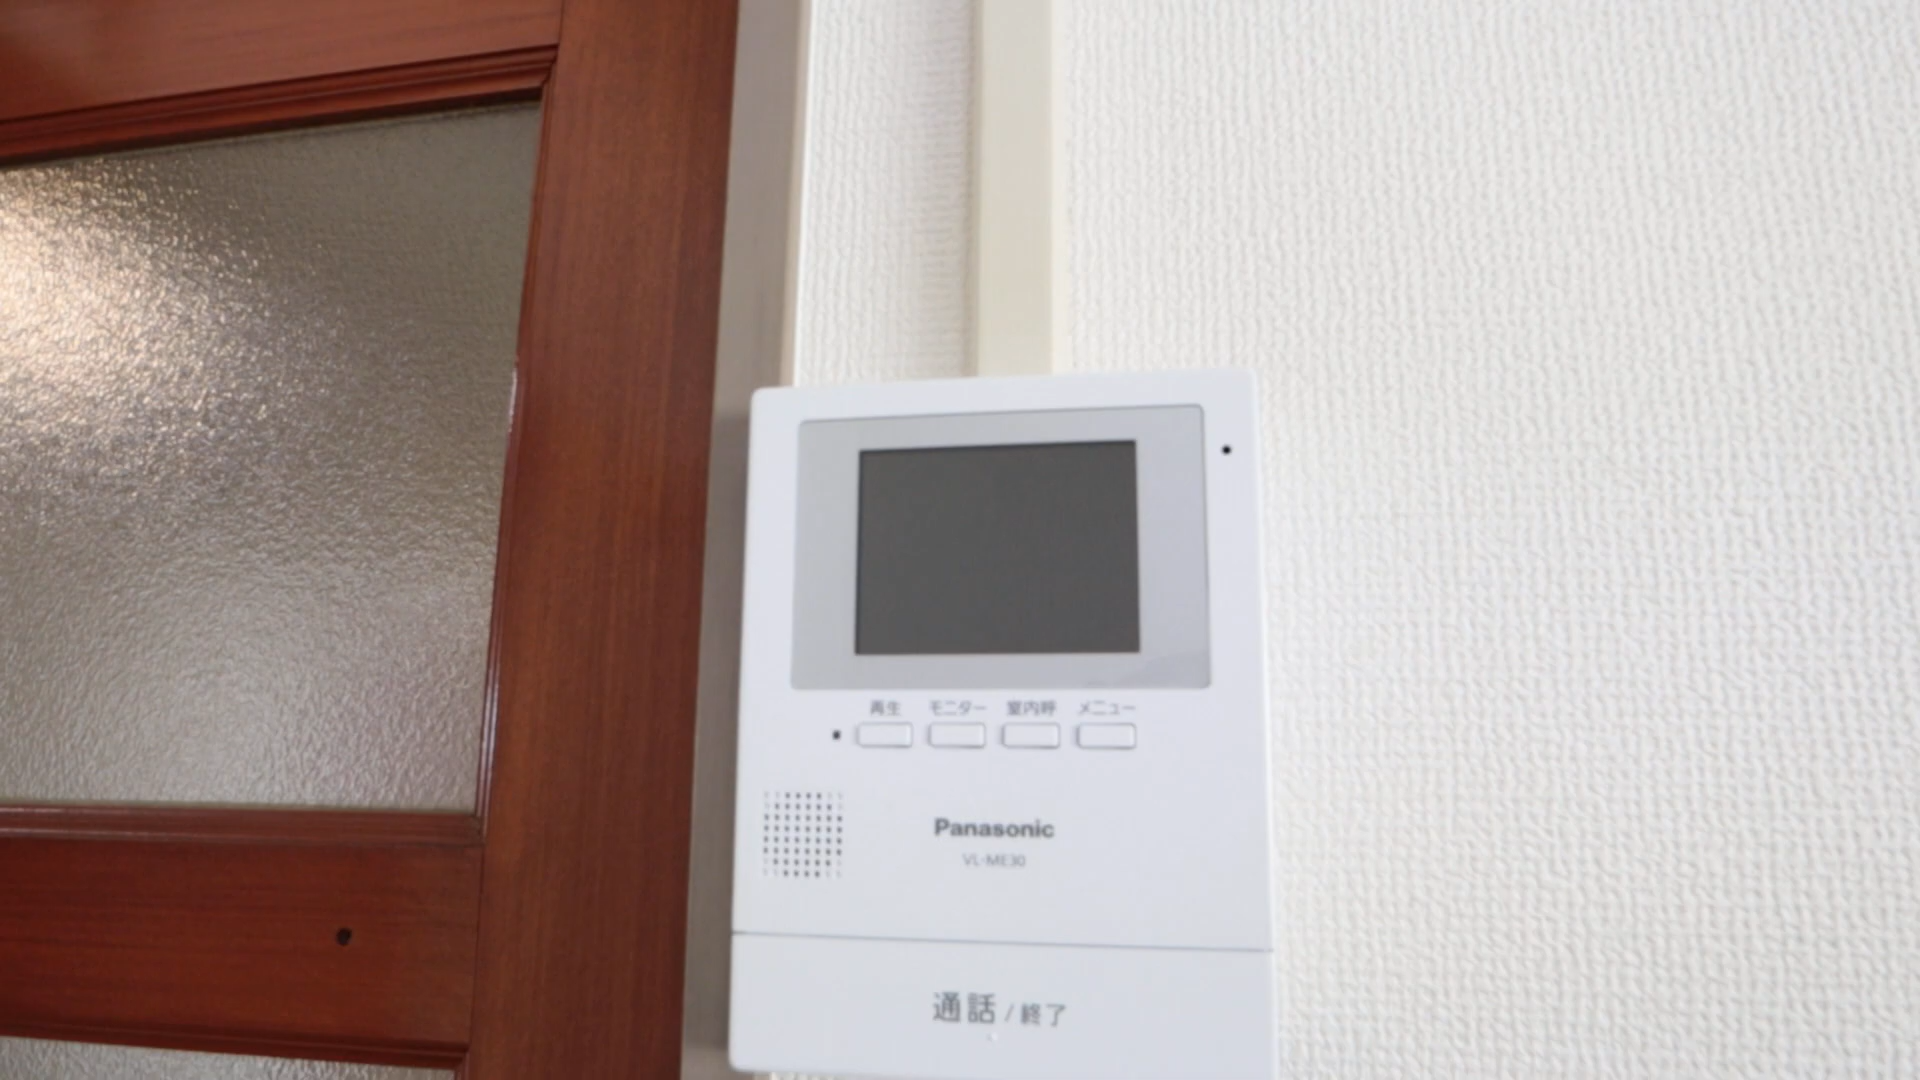 再生 モニター 室内呼 メニュー
Panasonic
VL-ME30
通話 / 終了